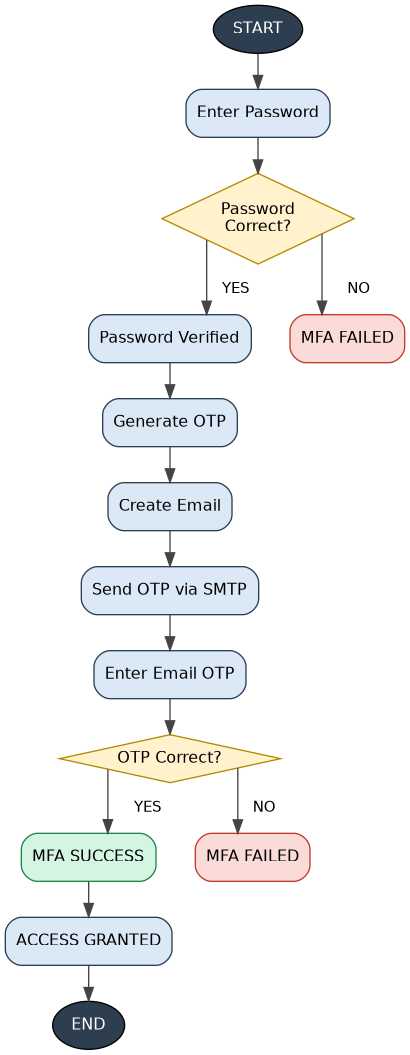 START
Enter Password
Password
Correct?
YES
NO
Password Verified
MFA FAILED
Generate OTP
Create Email
Send OTP via SMTP
Enter Email OTP
OTP Correct?
YES
NO
MFA SUCCESS
MFA FAILED
ACCESS GRANTED
END